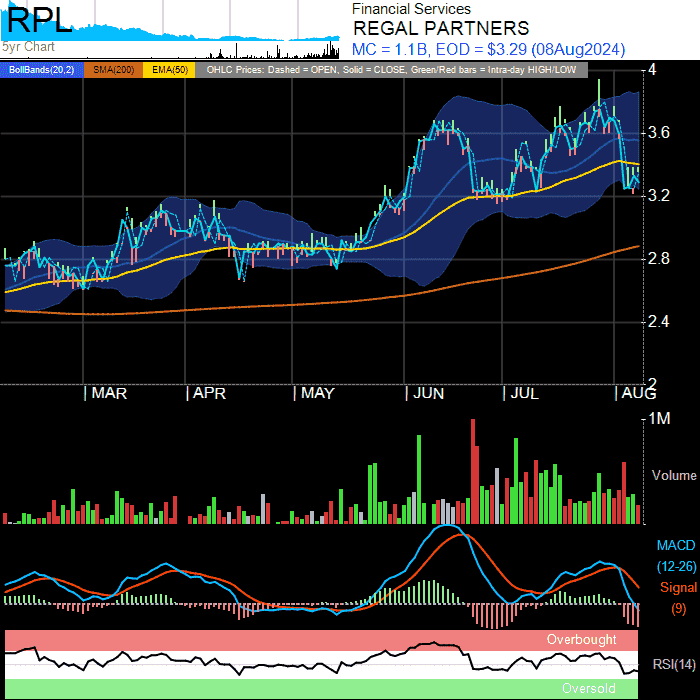 RPL
5yr Chart
Financial Services
REGAL PARTNERS
MC = 1.1B, EOD = $3.29 (08Aug2024)
BollBands(20,2) SMA(200) EMA(50) OHLC Prices: Dashed = OPEN, Solid = CLOSE, Green/Red bars = Intra-day HIGH/LOW
4
3.6
3.2
2.8
2.4
2
MAR APR MAY JUN JUL AUG
1M
Volume
MACD
(12-26)
Signal
(9)
Overbought
RSI(14)
Oversold